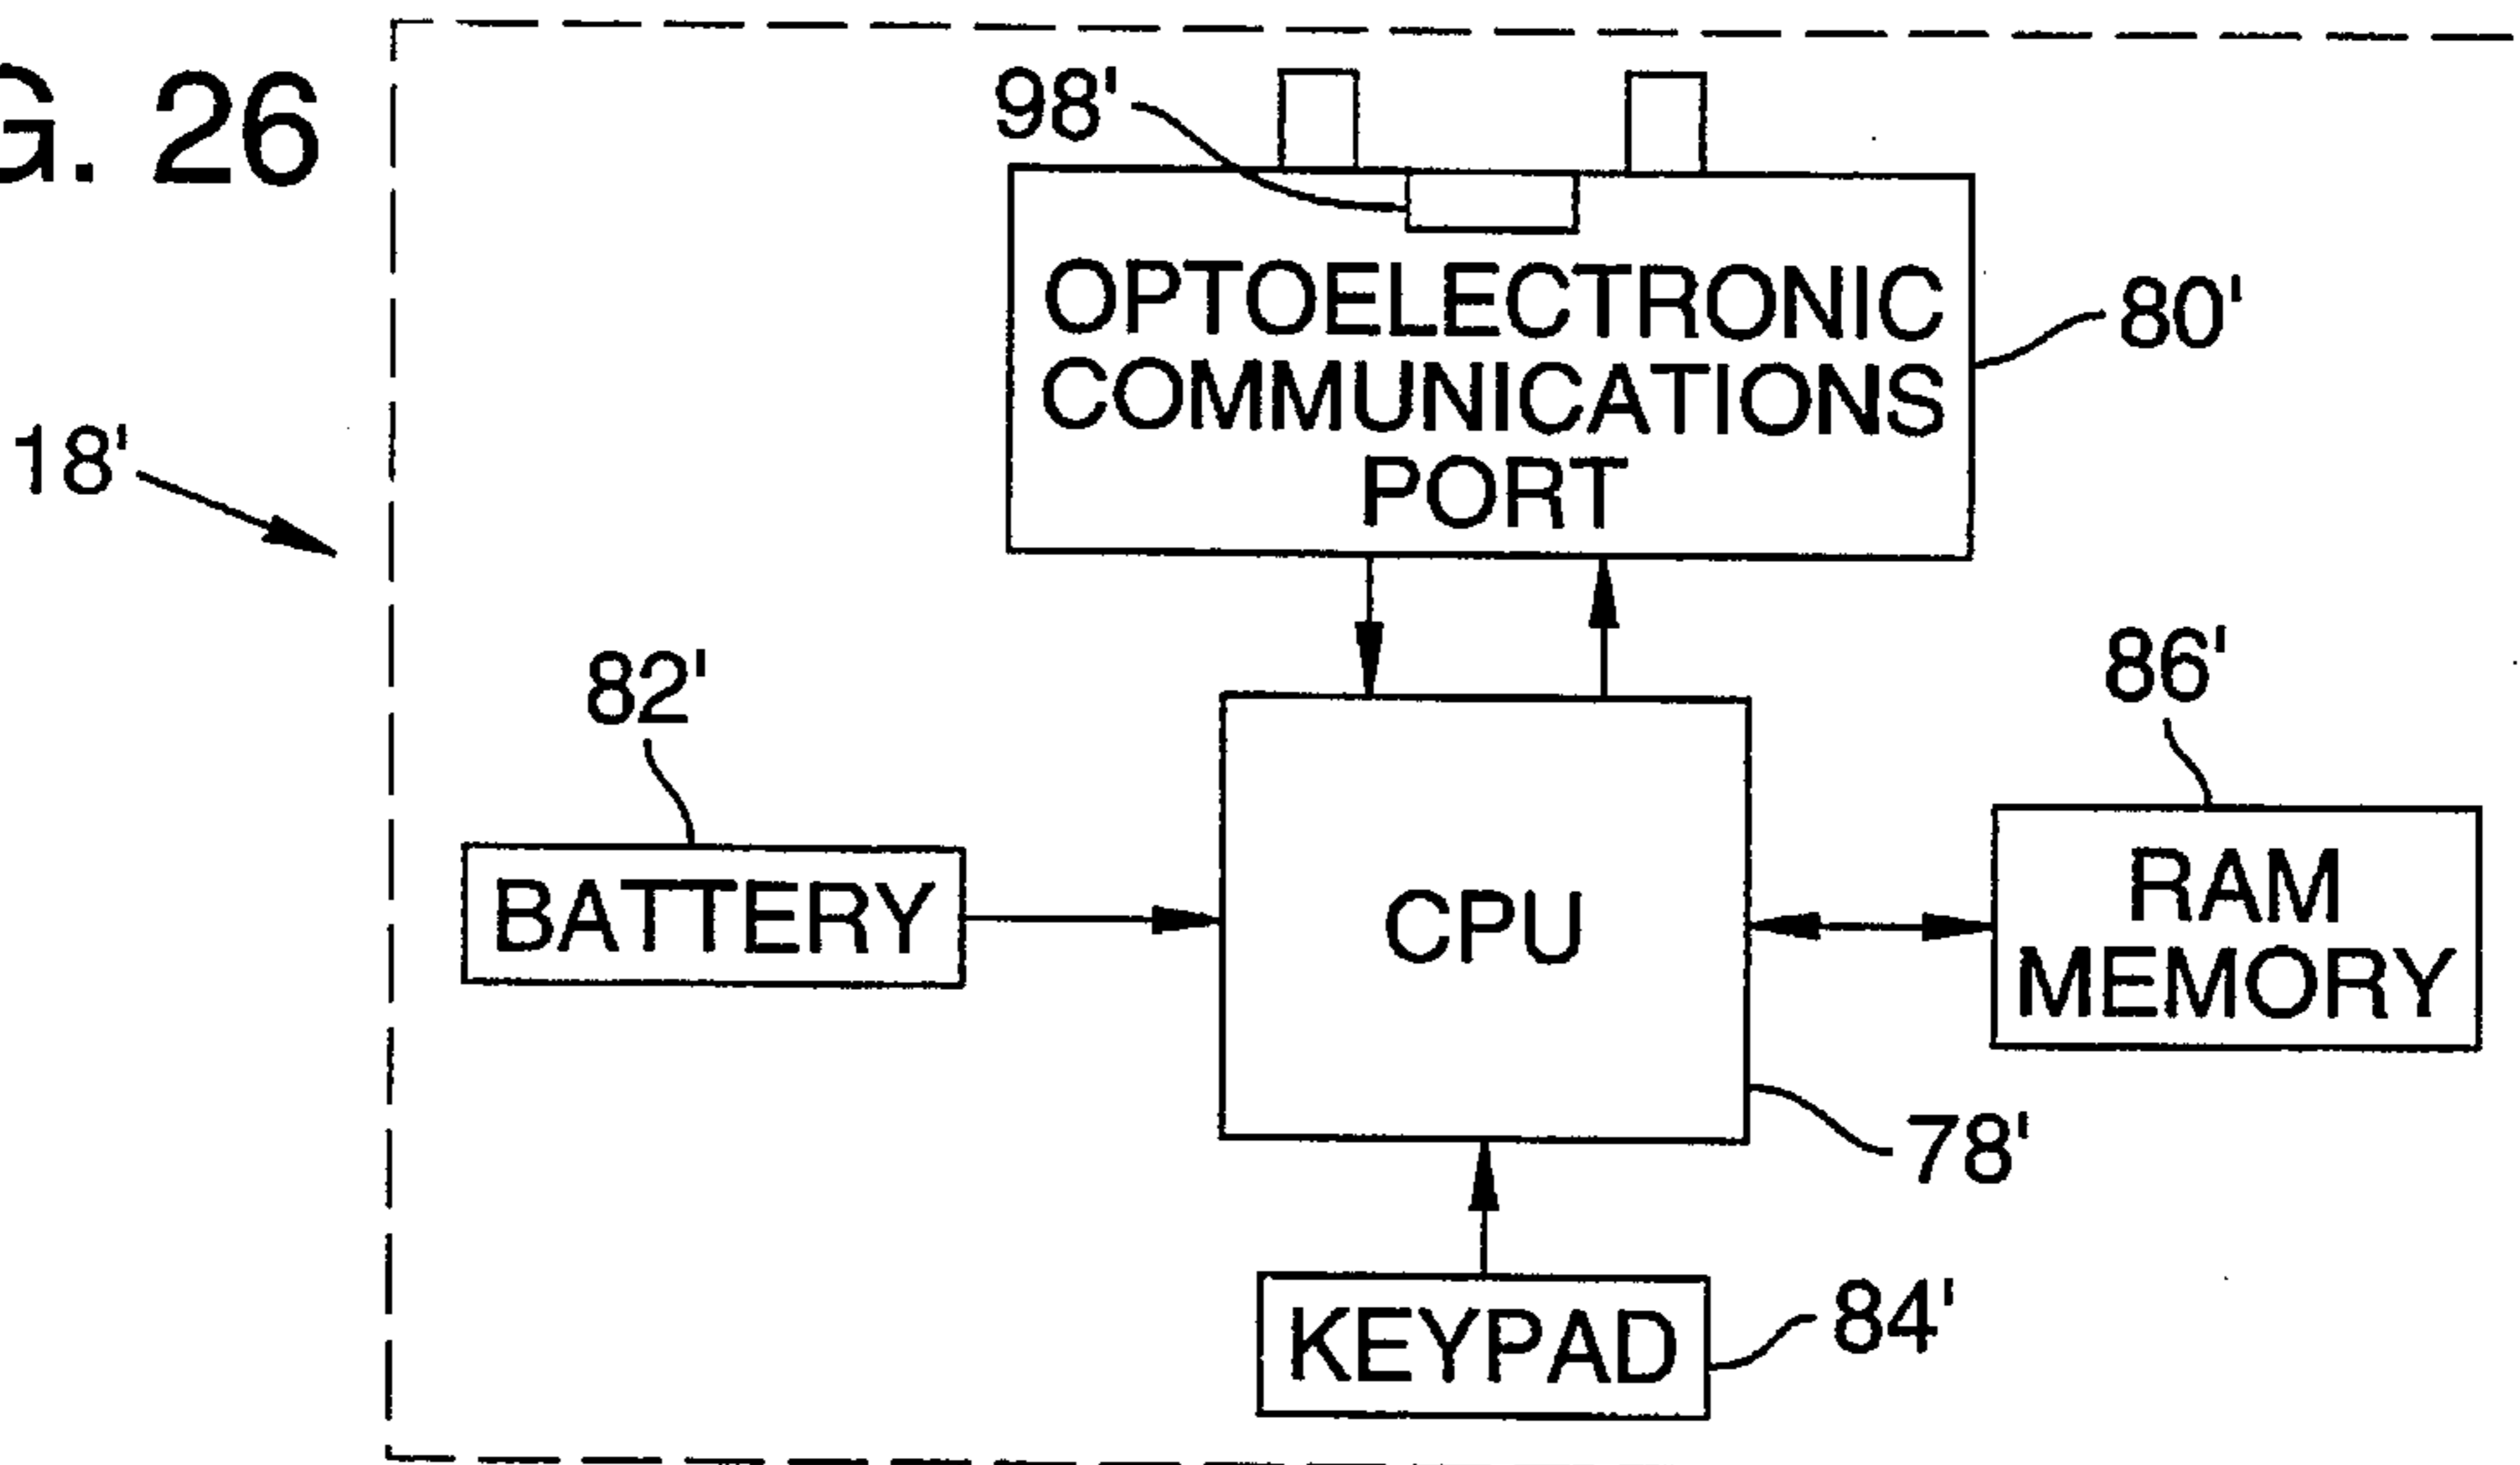 G. 26
98'
OPTOELECTRONIC
COMMUNICATIONS
PORT
80'
18'
82'
86'
BATTERY
CPU
RAM
MEMORY
78'
KEYPAD
84'